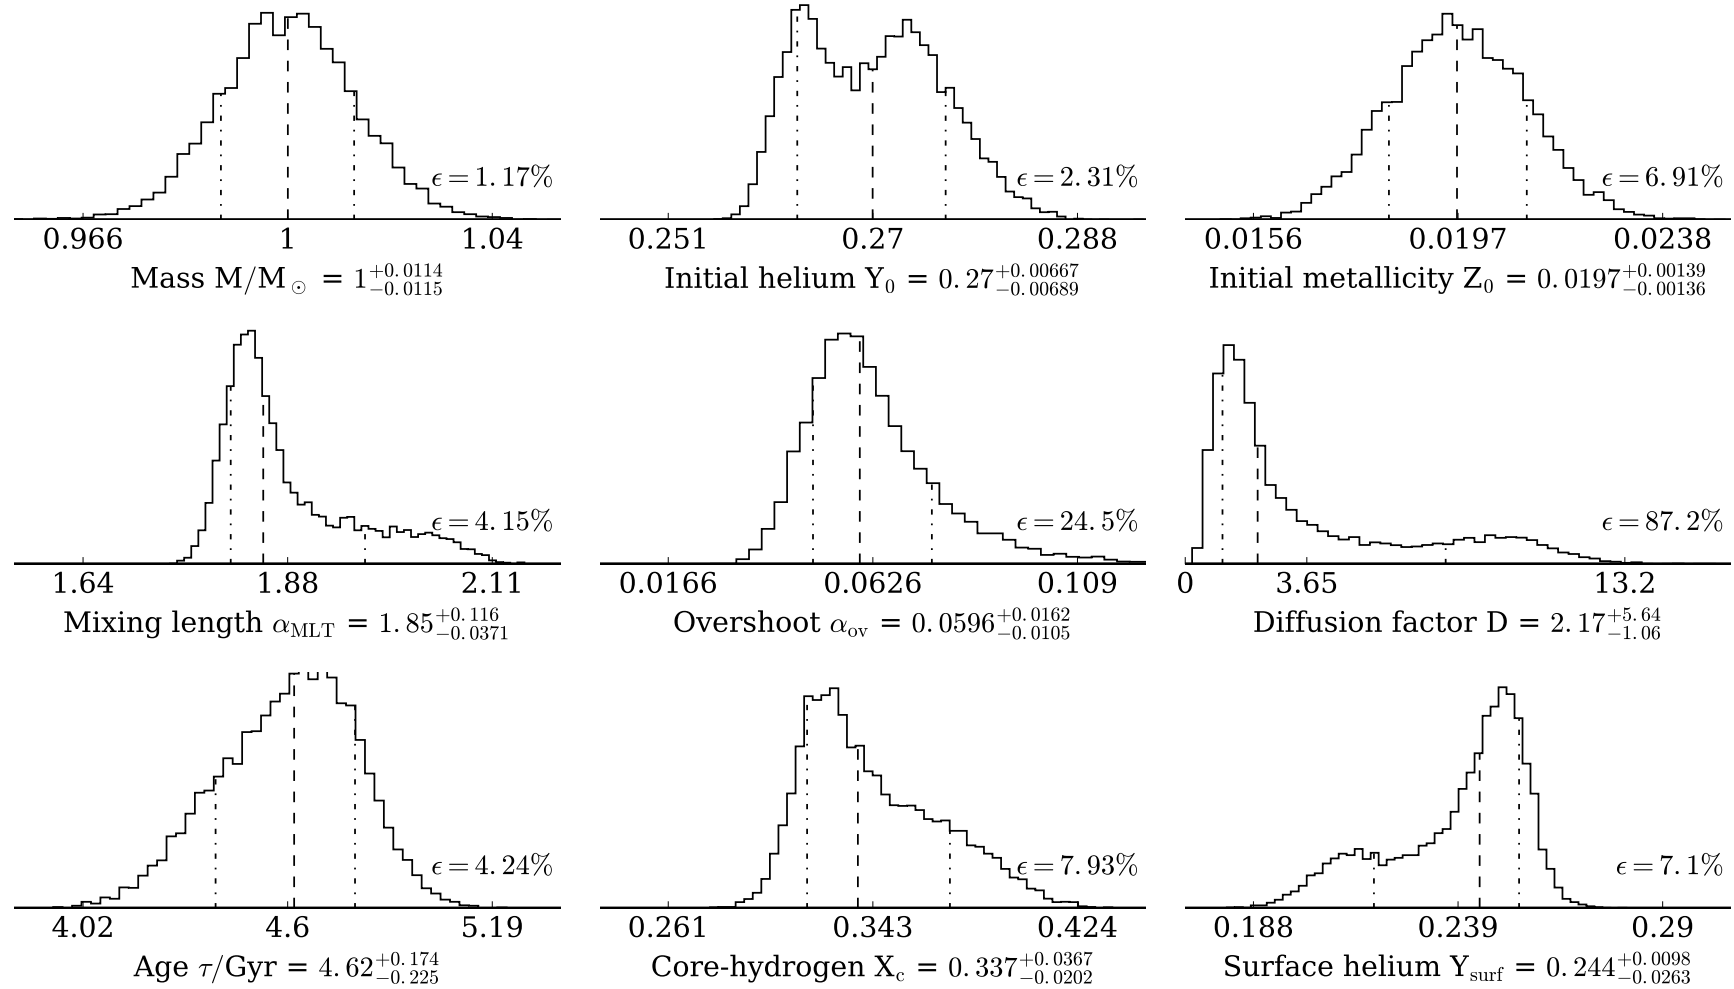 ϵ = 1.17%
0.966 1 1.04
Mass M/M⊙ = 1 +0.0114 −0.0115
ϵ = 2.31%
0.251 0.27 0.288
Initial helium Y₀ = 0.27 +0.00667 −0.00689
ϵ = 6.91%
0.0156 0.0197 0.0238
Initial metallicity Z₀ = 0.0197 +0.00139 −0.00136
ϵ = 4.15%
1.64 1.88 2.11
Mixing length α_MLT = 1.85 +0.116 −0.0371
ϵ = 24.5%
0.0166 0.0626 0.109
Overshoot α_ov = 0.0596 +0.0162 −0.0105
ϵ = 87.2%
0 3.65 13.2
Diffusion factor D = 2.17 +5.64 −1.06
ϵ = 4.24%
4.02 4.6 5.19
Age τ/Gyr = 4.62 +0.174 −0.225
ϵ = 7.93%
0.261 0.343 0.424
Core-hydrogen X_c = 0.337 +0.0367 −0.0202
ϵ = 7.1%
0.188 0.239 0.29
Surface helium Y_surf = 0.244 +0.0098 −0.0263